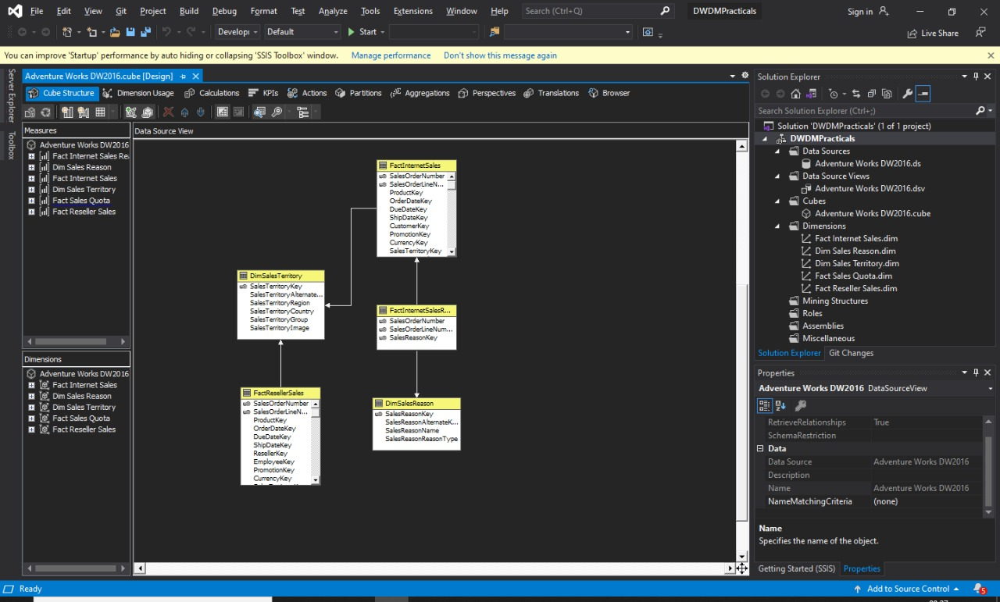 File Edit View Git Project Build Debug Format Test Analyze Tools Extensions Window Help Search (Ctrl+Q) DWDMPracticals Sign in
Developi Default Start Live Share
You can improve 'Startup' performance by auto hiding or collapsing 'SSIS Toolbox' window. Manage performance Don't show this message again
Server Explorer
Toolbox
Adventure Works DW2016.cube [Design]
Cube Structure Dimension Usage Calculations KPIs Actions Partitions Aggregations Perspectives Translations Browser
Measures
Adventure Works DW2016
Fact Internet Sales Rea
Dim Sales Reason
Fact Internet Sales
Dim Sales Territory
Fact Sales Quota
Fact Reseller Sales
Dimensions
Adventure Works DW2016
Fact Internet Sales
Dim Sales Reason
Dim Sales Territory
Fact Sales Quota
Fact Reseller Sales
Data Source View
FactInternetSales
SalesOrderNumber
SalesOrderLineN...
ProductKey
OrderDateKey
DueDateKey
ShipDateKey
CustomerKey
PromotionKey
CurrencyKey
SalesTerritoryKey
DimSalesTerritory
SalesTerritoryKey
SalesTerritoryAlternate...
SalesTerritoryRegion
SalesTerritoryCountry
SalesTerritoryGroup
SalesTerritoryImage
FactInternetSalesR...
SalesOrderNumber
SalesOrderLineNum...
SalesReasonKey
FactResellerSales
SalesOrderNumber
SalesOrderLineN...
ProductKey
OrderDateKey
DueDateKey
ShipDateKey
ResellerKey
EmployeeKey
PromotionKey
CurrencyKey
DimSalesReason
SalesReasonKey
SalesReasonAlternateK...
SalesReasonName
SalesReasonReasonType
Solution Explorer
Search Solution Explorer (Ctrl+;)
Solution 'DWDMPracticals' (1 of 1 project)
DWDMPracticals
Data Sources
Adventure Works DW2016.ds
Data Source Views
Adventure Works DW2016.dsv
Cubes
Adventure Works DW2016.cube
Dimensions
Fact Internet Sales.dim
Dim Sales Reason.dim
Dim Sales Territory.dim
Fact Sales Quota.dim
Fact Reseller Sales.dim
Mining Structures
Roles
Assemblies
Miscellaneous
Solution Explorer Git Changes
Properties
Adventure Works DW2016 DataSourceView
RetrieveRelationships True
SchemaRestriction
Data
Data Source Adventure Works DW2016
Description
Name Adventure Works DW2016
NameMatchingCriteria (none)
Name
Specifies the name of the object.
Getting Started (SSIS) Properties
Ready Add to Source Control 5